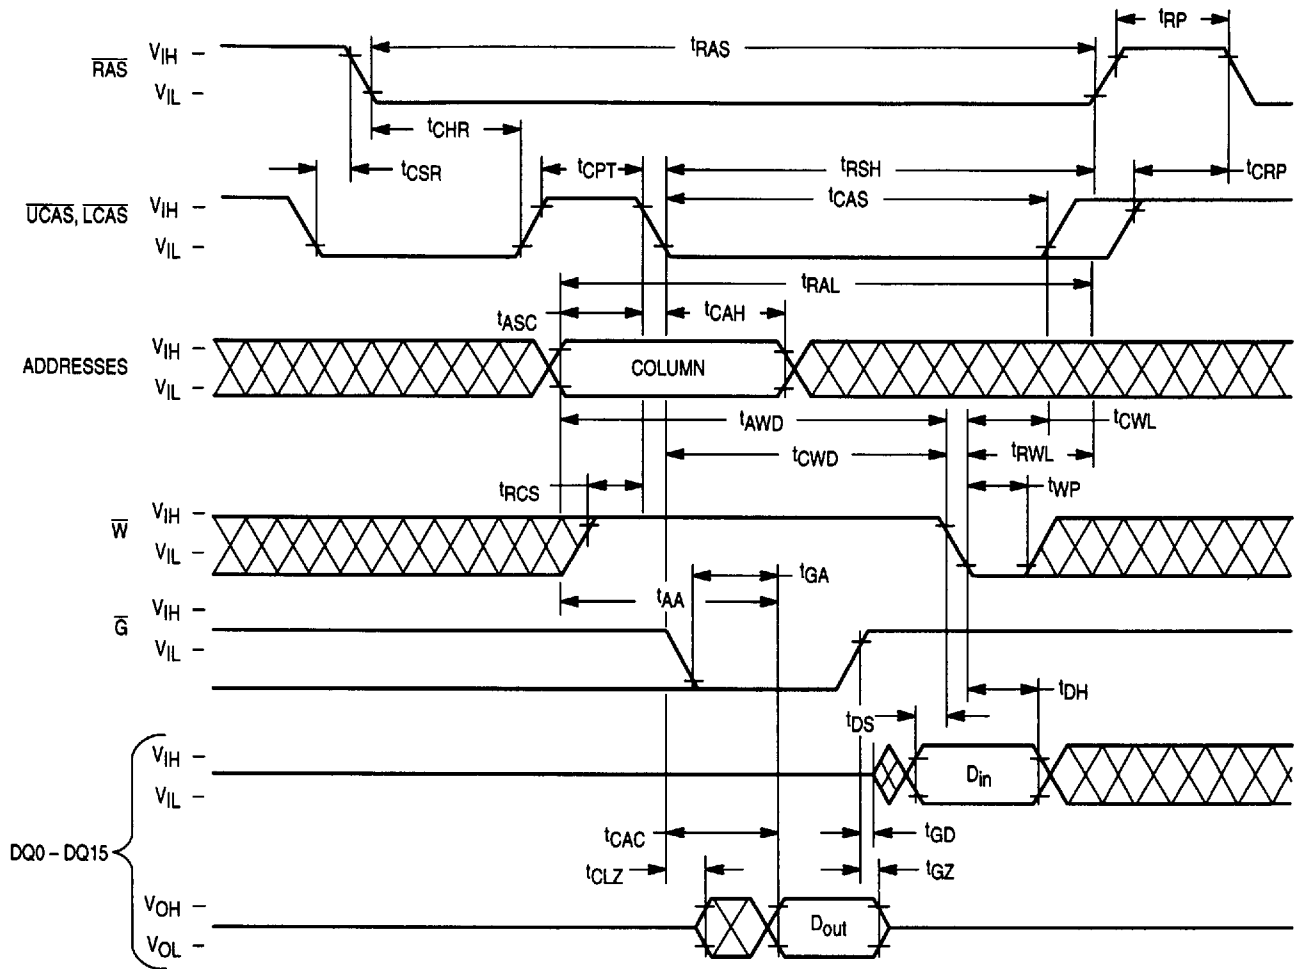 tRP
RAS VIH tRAS
VIL
tCHR
tCSR tCPT tRSH tCRP
UCAS, LCAS VIH tCAS
VIL
tRAL
tASC tCAH
ADDRESSES VIH
VIL COLUMN
tAWD tCWL
tCWD tRWL
tRCS tWP
W VIH
VIL
tGA
tAA
G VIH
VIL
tDH
tDS
VIH
VIL Din
DQ0 – DQ15
tCAC tGD
tCLZ tGZ
VOH
VOL Dout